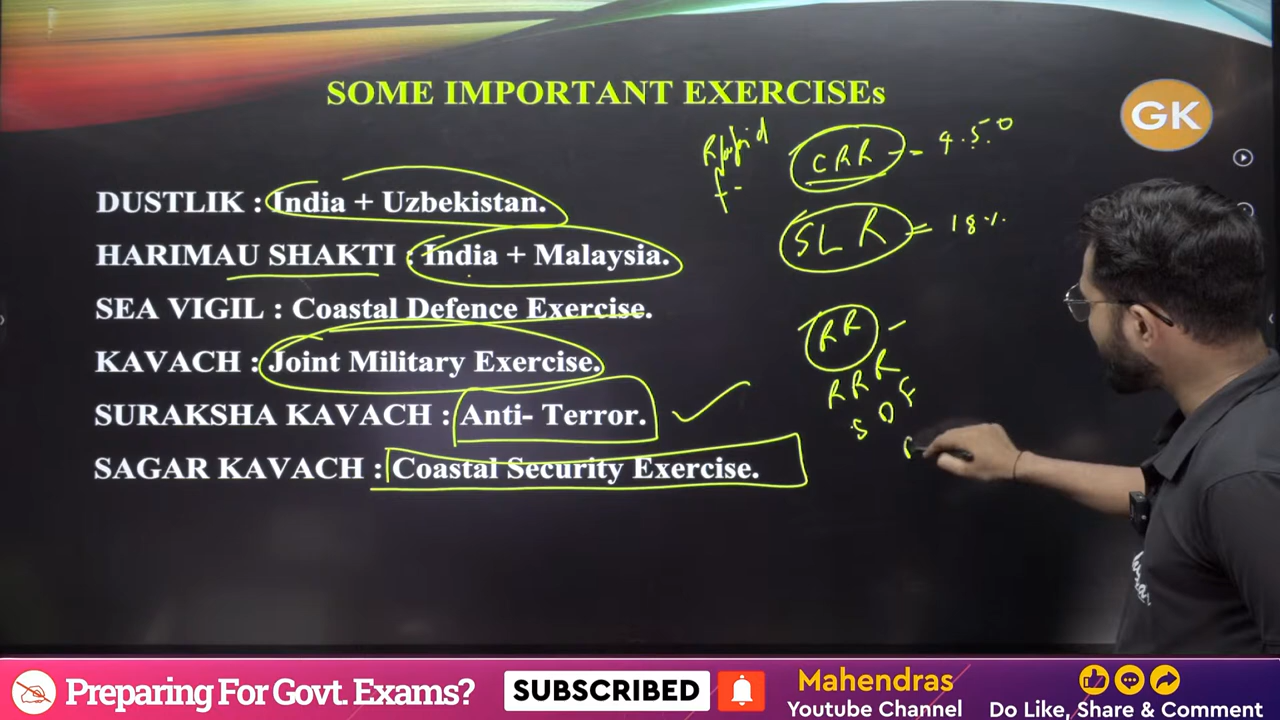 SOME IMPORTANT EXERCISEs
GK
CRR = 4.50
SLR = 18%
RR -
RRR
SDF
DUSTLIK : India + Uzbekistan.
HARIMAU SHAKTI : India + Malaysia.
SEA VIGIL : Coastal Defence Exercise.
KAVACH : Joint Military Exercise.
SURAKSHA KAVACH : Anti- Terror.
SAGAR KAVACH : Coastal Security Exercise.
Preparing For Govt. Exams?
SUBSCRIBED
Mahendras
Youtube Channel
Do Like, Share & Comment